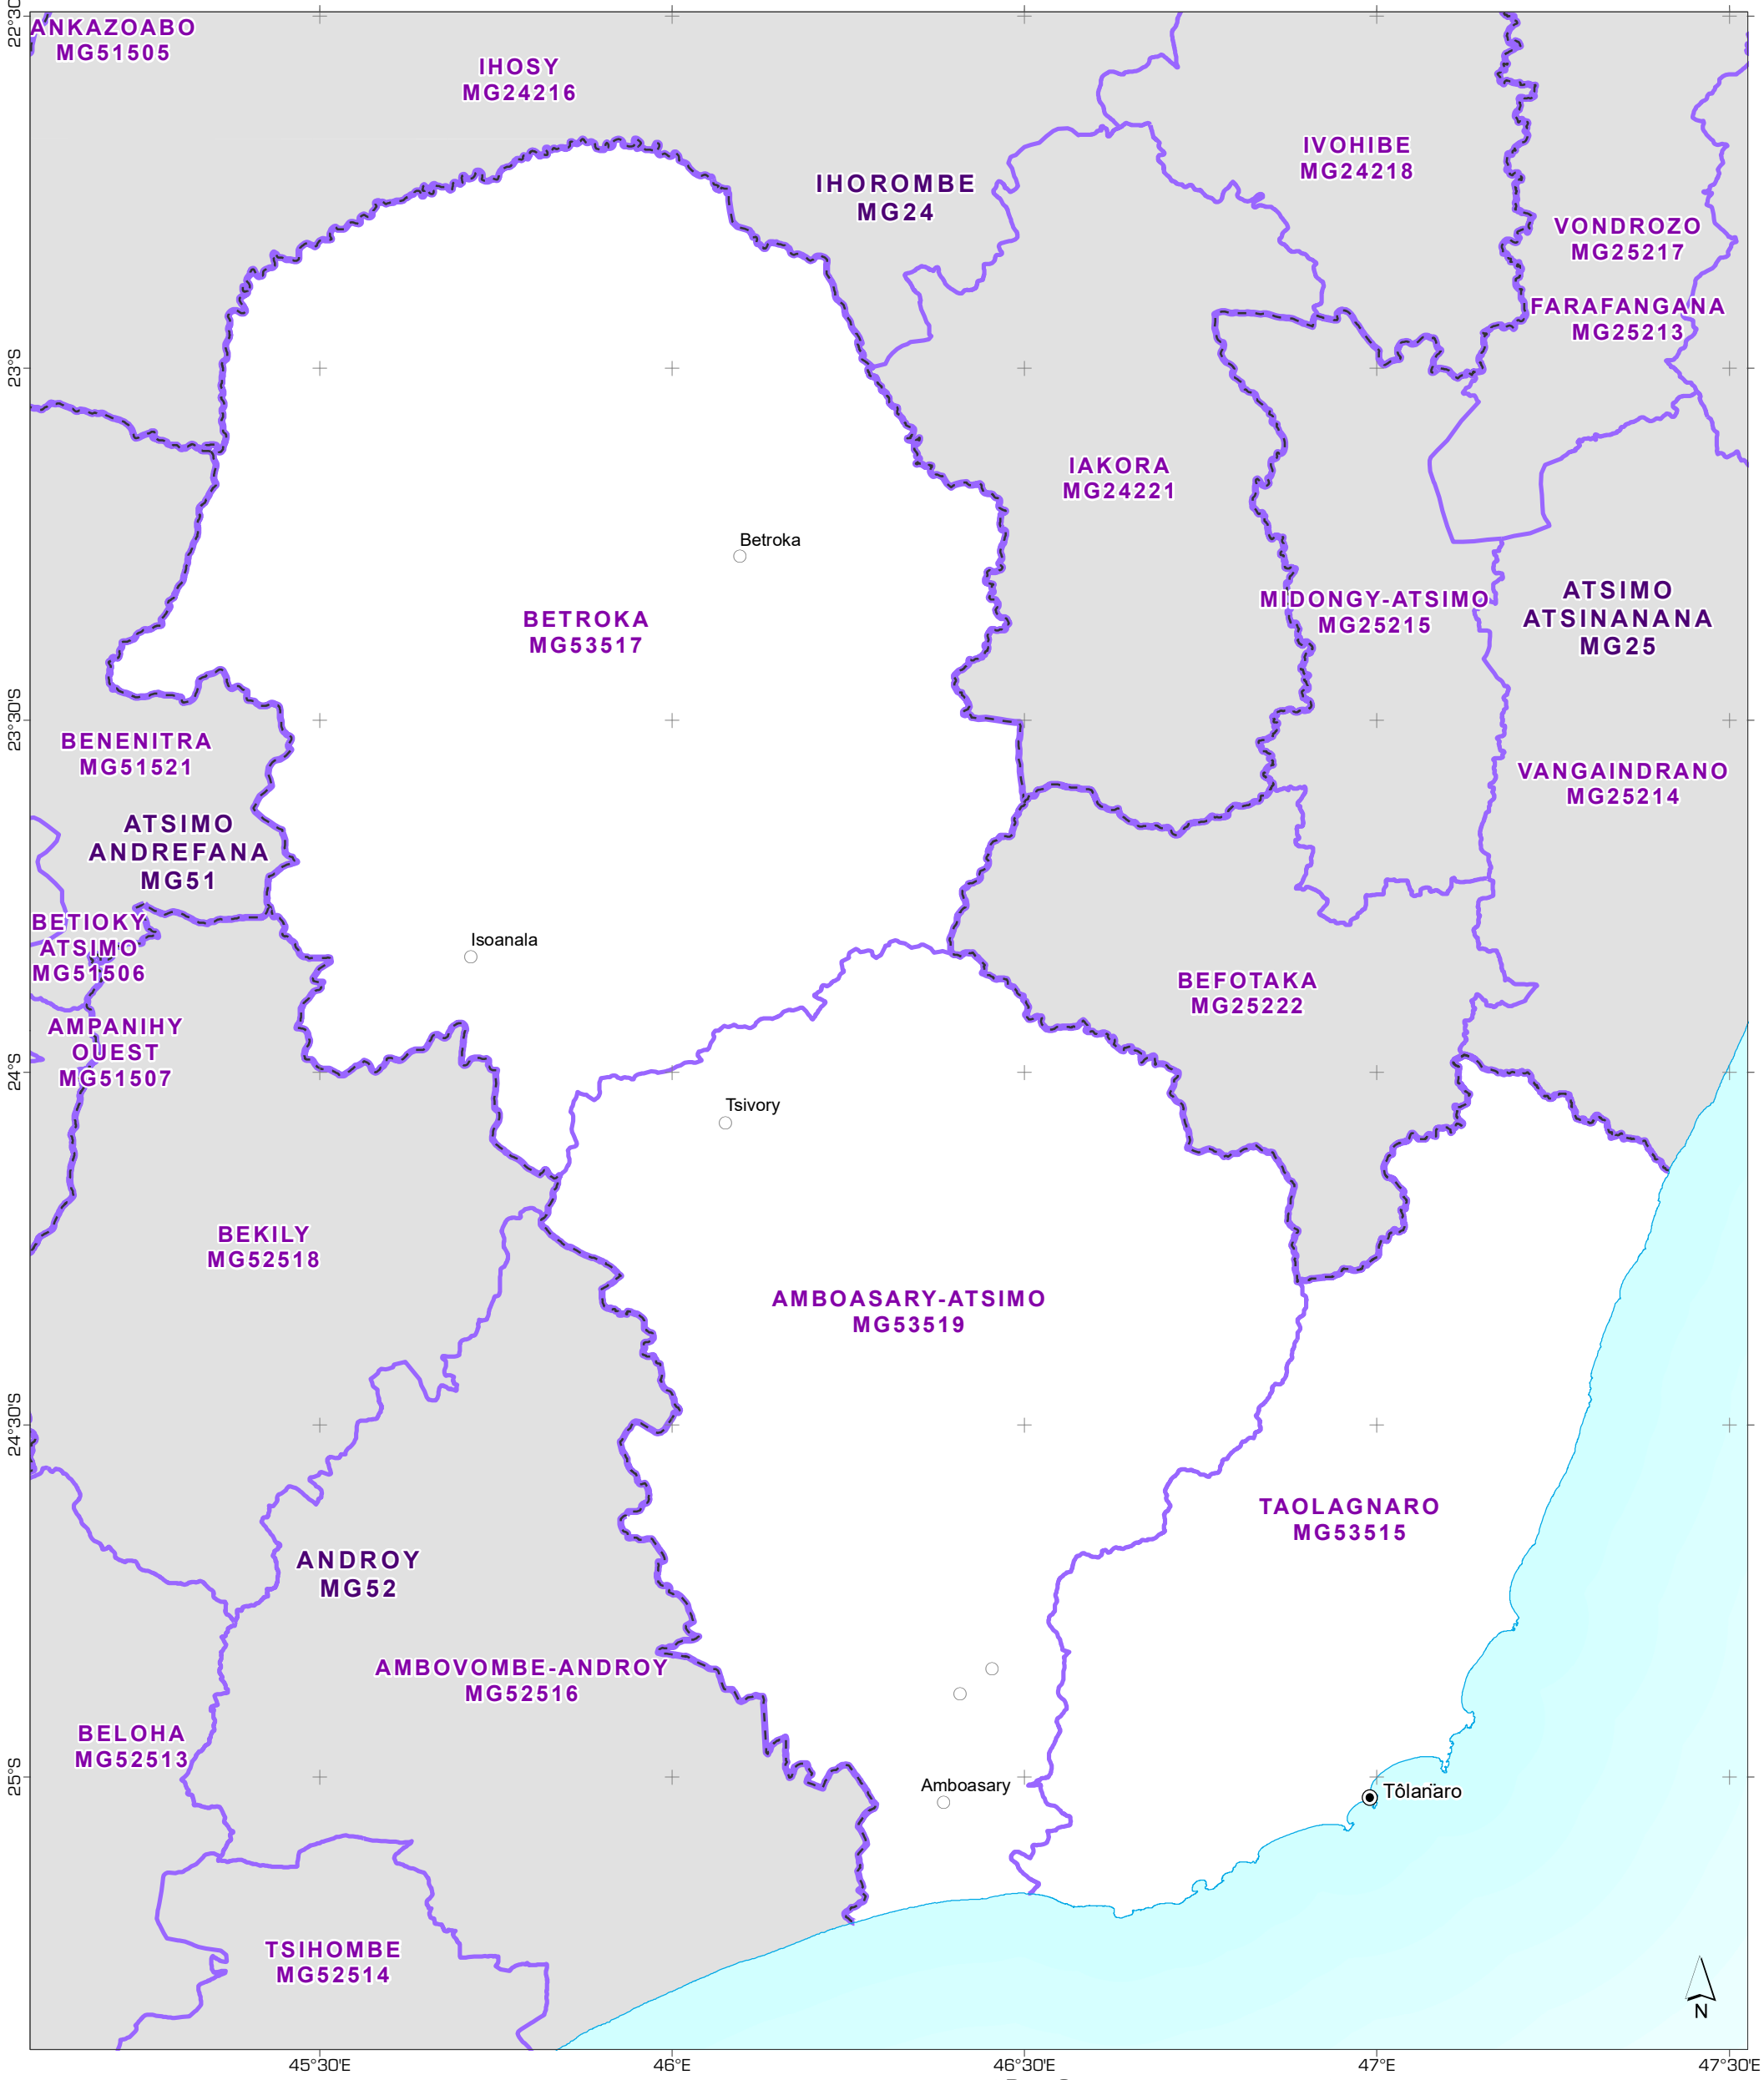 22°30'
ANKAZOABO
MG51505
IHOSY
MG24216
IHOROMBE
MG24
IVOHIBE
MG24218
VONDROZO
MG25217
FARAFANGANA
MG25213
23°S
IAKORA
MG24221
Betroka
BETROKA
MG53517
MIDONGY-ATSIMO
MG25215
ATSIMO
ATSINANANA
MG25
23°30'S
BENENITRA
MG51521
VANGAINDRANO
MG25214
ATSIMO
ANDREFANA
MG51
BETIOKY
ATSIMO
MG51506
Isoanala
BEFOTAKA
MG25222
AMPANIHY
OUEST
MG51507
24°S
Tsivory
BEKILY
MG52518
AMBOASARY-ATSIMO
MG53519
24°30'S
TAOLAGNARO
MG53515
ANDROY
MG52
AMBOVOMBE-ANDROY
MG52516
BELOHA
MG52513
25°S
Amboasary
Tôlan̈aro
TSIHOMBE
MG52514
N
45°30'E
46°E
46°30'E
47°E
47°30'E